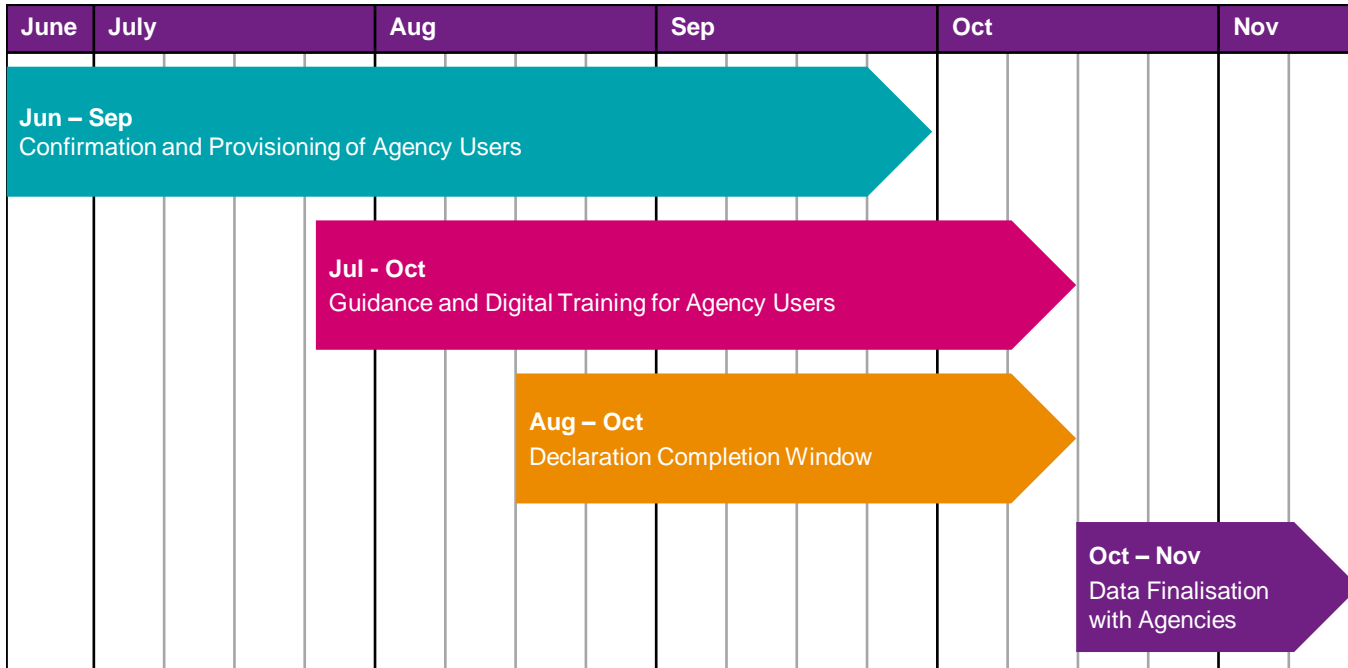 June July Aug Sep Oct Nov
Jun – Sep
Confirmation and Provisioning of Agency Users
Jul - Oct
Guidance and Digital Training for Agency Users
Aug – Oct
Declaration Completion Window
Oct – Nov
Data Finalisation
with Agencies